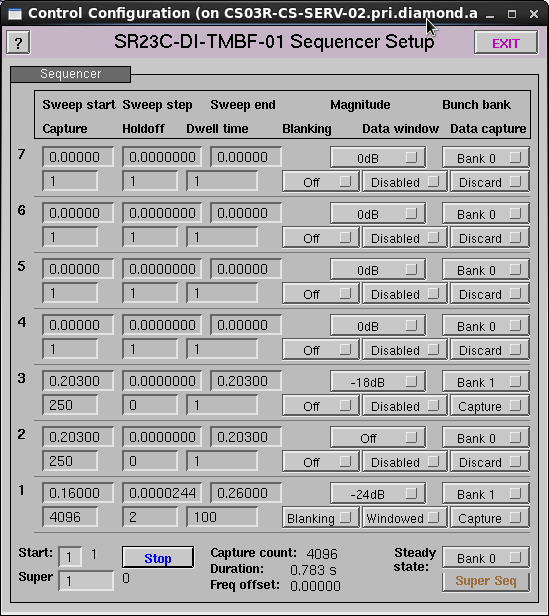 Control Configuration (on CS03R-CS-SERV-02.pri.diamond.a
? SR23C-DI-TMBF-01 Sequencer Setup EXIT
Sequencer
Sweep start Sweep step Sweep end Magnitude Bunch bank
Capture Holdoff Dwell time Blanking Data window Data capture
7 0.00000 0.0000000 0.00000 0dB Bank 0
1 1 1 Off Disabled Discard
6 0.00000 0.0000000 0.00000 0dB Bank 0
1 1 1 Off Disabled Discard
5 0.00000 0.0000000 0.00000 0dB Bank 0
1 1 1 Off Disabled Discard
4 0.00000 0.0000000 0.00000 0dB Bank 0
1 1 1 Off Disabled Discard
3 0.20300 0.0000000 0.20300 -18dB Bank 1
250 0 1 Off Disabled Capture
2 0.20300 0.0000000 0.20300 Off Bank 0
250 0 1 Off Disabled Discard
1 0.16000 0.0000244 0.26000 -24dB Bank 1
4096 2 100 Blanking Windowed Capture
Start: 1 1 Stop Capture count: 4096 Steady state: Bank 0
Duration: 0.783 s
Super 1 0 Freq offset: 0.00000 Super Seq